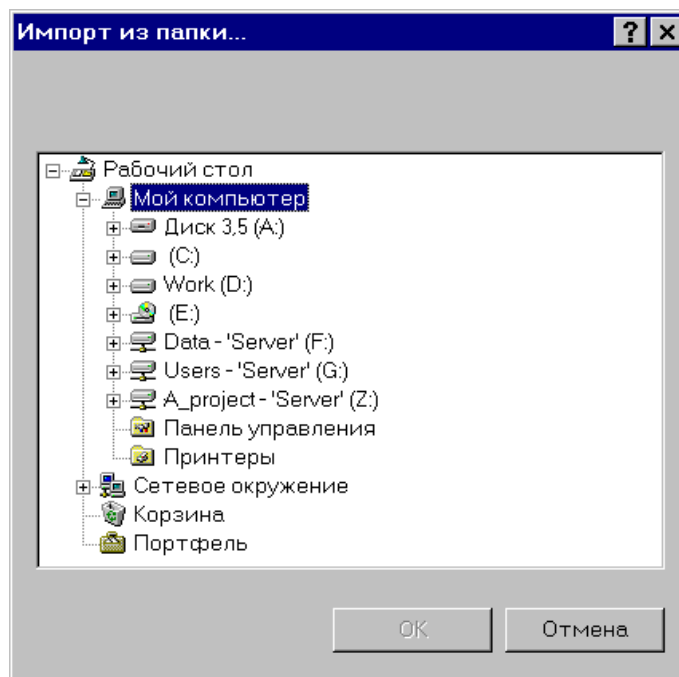 Импорт из папки...
Рабочий стол
Мой компьютер
Диск 3,5 (A:)
(C:)
Work (D:)
(E:)
Data - 'Server' (F:)
Users - 'Server' (G:)
A_project - 'Server' (Z:)
Панель управления
Принтеры
Сетевое окружение
Корзина
Портфель
OK Отмена